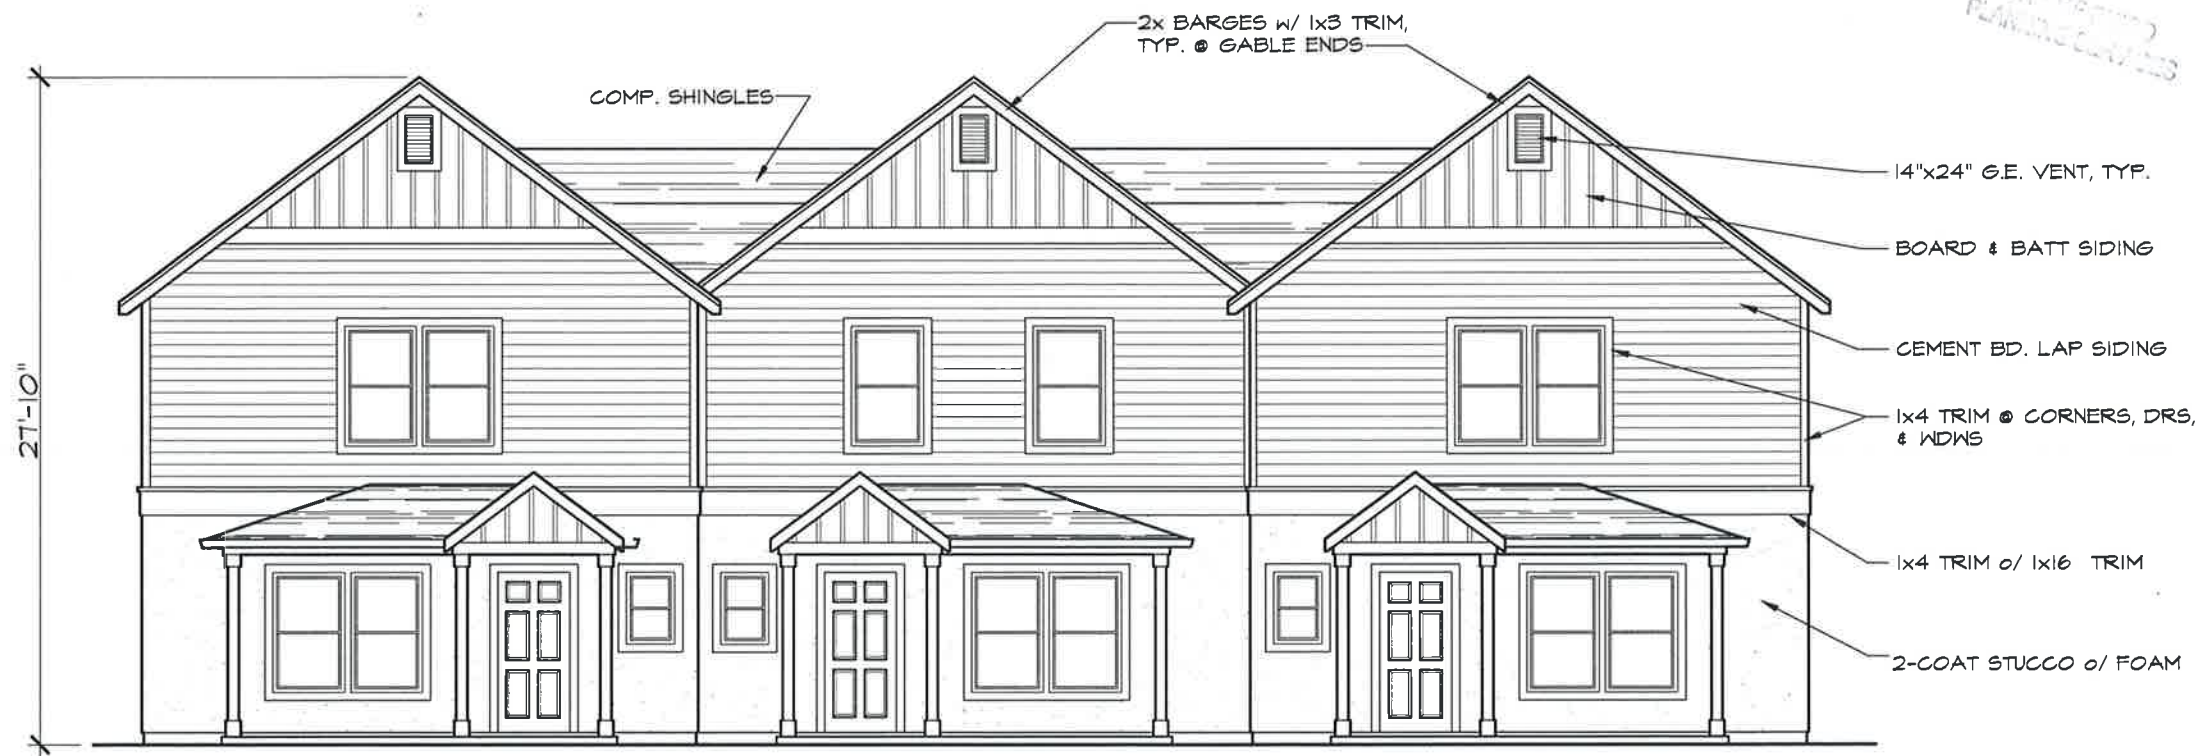 2x BARGES w/ 1x3 TRIM,
TYP. @ GABLE ENDS
COMP. SHINGLES
14"x24" G.E. VENT, TYP.
BOARD & BATT SIDING
CEMENT BD. LAP SIDING
27'-10"
1x4 TRIM @ CORNERS, DRS,
& WDWS
1x4 TRIM o/ 1x16 TRIM
2-COAT STUCCO o/ FOAM